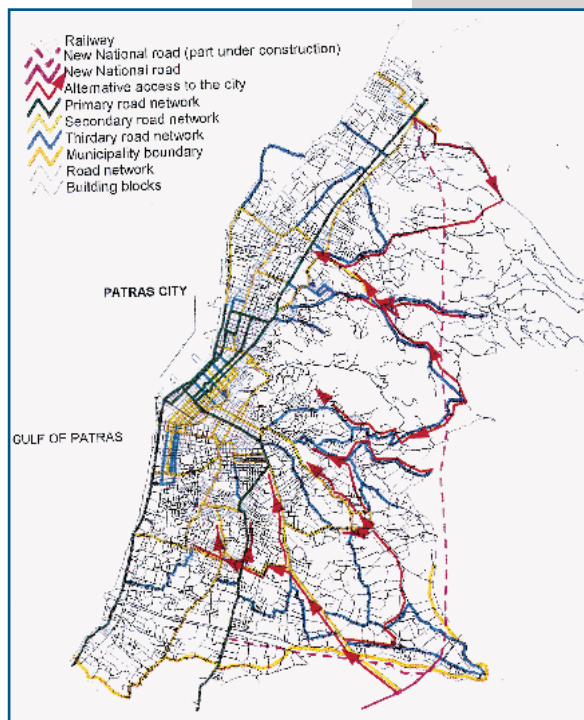 Railway
New National road (part under construction)
New National road
Alternative access to the city
Primary road network
Secondary road network
Thirdary road network
Municipality boundary
Road network
Building blocks
PATRAS CITY
GULF OF PATRAS